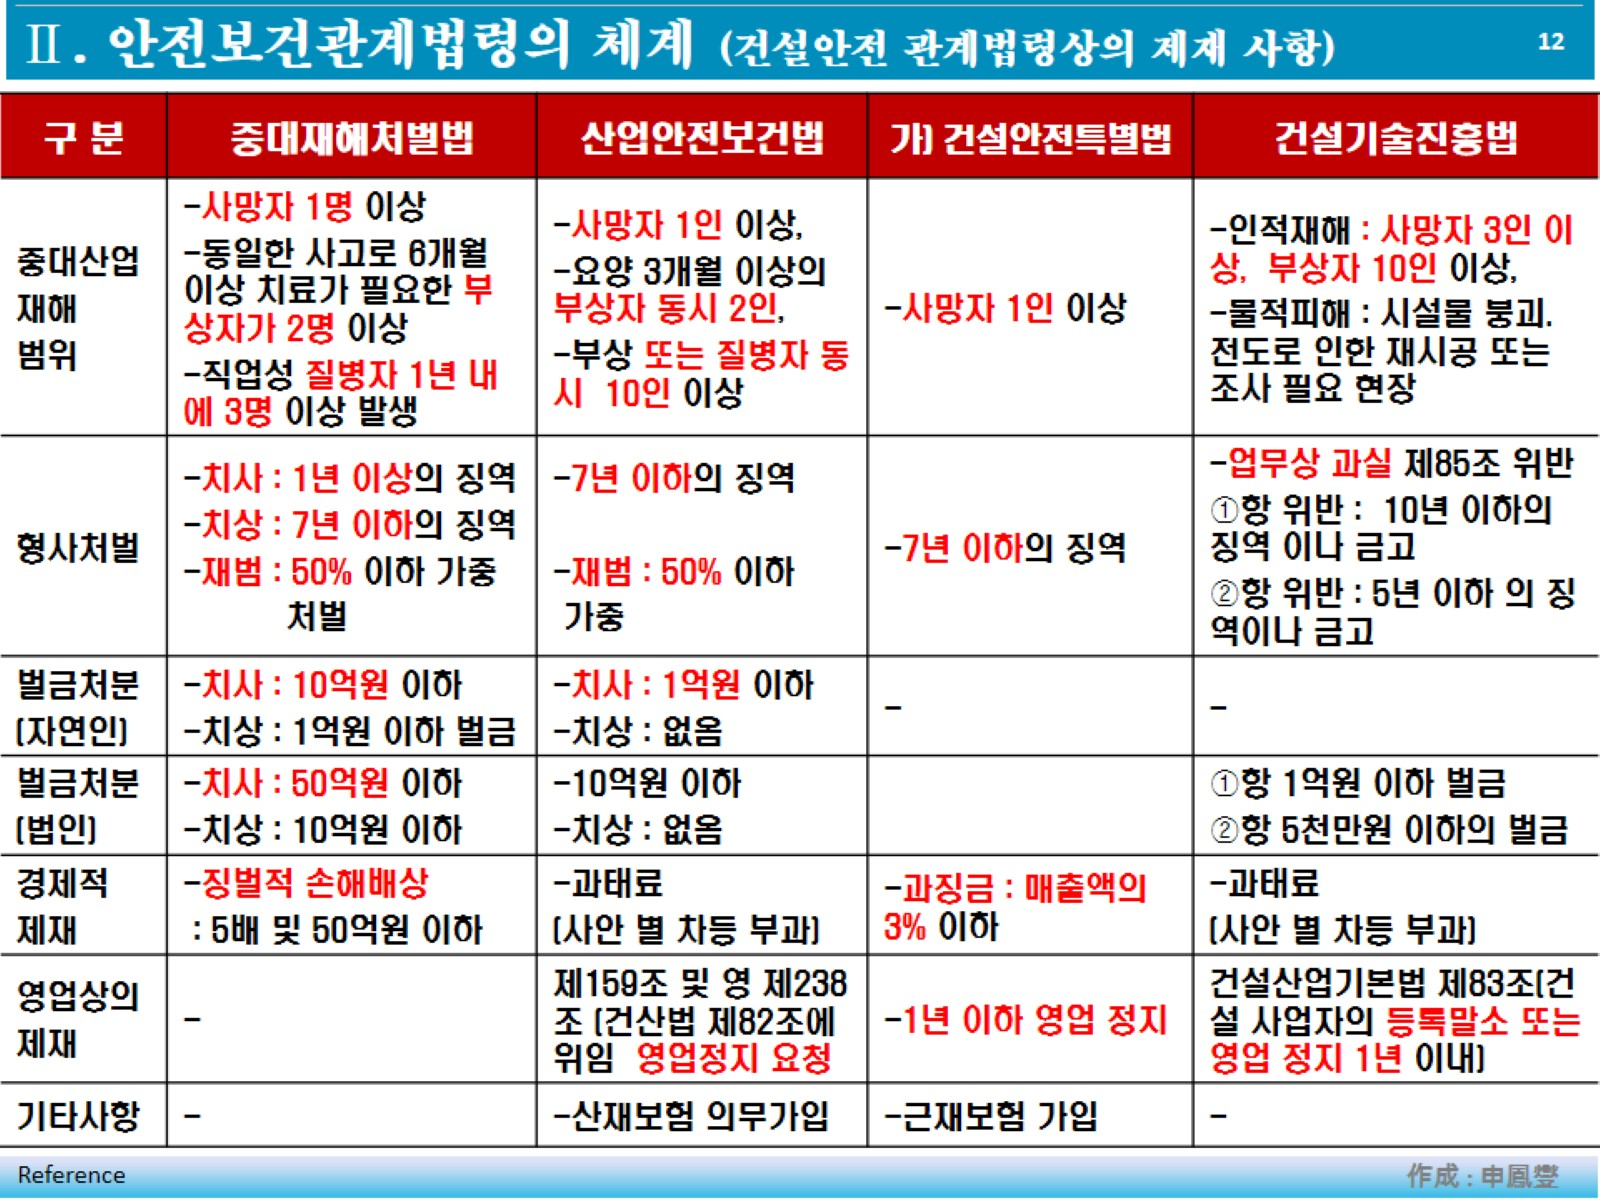 Ⅱ. 안전보건관계법령의 체계 (건설안전 관계법령상의 제재 사항)
12
구 분
중대재해처벌법
산업안전보건법
가) 건설안전특별법
건설기술진흥법
중대산업
재해
범위
-사망자 1명 이상
-동일한 사고로 6개월
이상 치료가 필요한 부
상자가 2명 이상
-직업성 질병자 1년 내
에 3명 이상 발생
-사망자 1인 이상,
-요양 3개월 이상의
부상자 동시 2인,
-부상 또는 질병자 동
시 10인 이상
-사망자 1인 이상
-인적재해 : 사망자 3인 이
상, 부상자 10인 이상,
-물적피해 : 시설물 붕괴.
전도로 인한 재시공 또는
조사 필요 현장
형사처벌
-치사 : 1년 이상의 징역
-치상 : 7년 이하의 징역
-재범 : 50% 이하 가중
처벌
-7년 이하의 징역
-재범 : 50% 이하
가중
-7년 이하의 징역
-업무상 과실 제85조 위반
①항 위반 : 10년 이하의
징역 이나 금고
②항 위반 : 5년 이하 의 징
역이나 금고
벌금처분
(자연인)
-치사 : 10억원 이하
-치상 : 1억원 이하 벌금
-치사 : 1억원 이하
-치상 : 없음
-
-
벌금처분
(법인)
-치사 : 50억원 이하
-치상 : 10억원 이하
-10억원 이하
-치상 : 없음
①항 1억원 이하 벌금
②항 5천만원 이하의 벌금
경제적
제재
-징벌적 손해배상
: 5배 및 50억원 이하
-과태료
(사안 별 차등 부과)
-과징금 : 매출액의
3% 이하
-과태료
(사안 별 차등 부과)
영업상의
제재
-
제159조 및 영 제238
조 (건산법 제82조에
위임 영업정지 요청
-1년 이하 영업 정지
건설산업기본법 제83조(건
설 사업자의 등록말소 또는
영업 정지 1년 이내)
기타사항
-
-산재보험 의무가입
-근재보험 가입
-
Reference
作成 : 申鳳燮